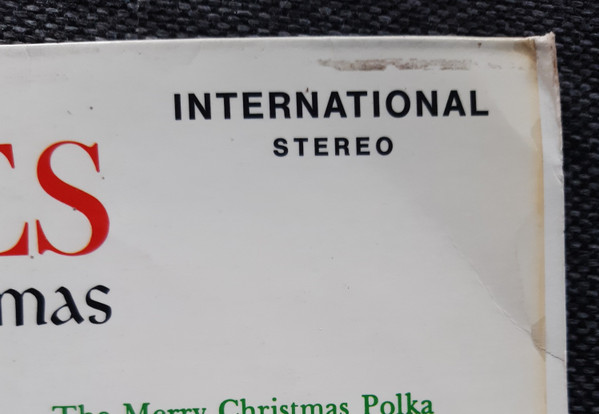 INTERNATIONAL
STEREO
ES
mas
The Merry Christmas Polka